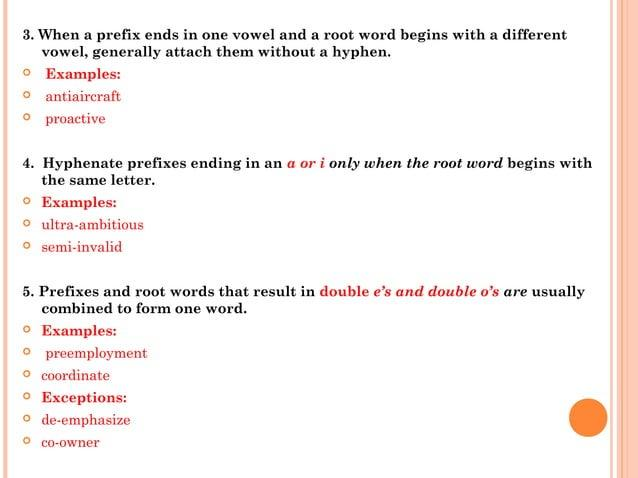 3. When a prefix ends in one vowel and a root word begins with a different
vowel, generally attach them without a hyphen.
Examples:
antiaircraft
proactive
4. Hyphenate prefixes ending in an a or i only when the root word begins with
the same letter.
Examples:
ultra-ambitious
semi-invalid
5. Prefixes and root words that result in double e’s and double o’s are usually
combined to form one word.
Examples:
preemployment
coordinate
Exceptions:
de-emphasize
co-owner